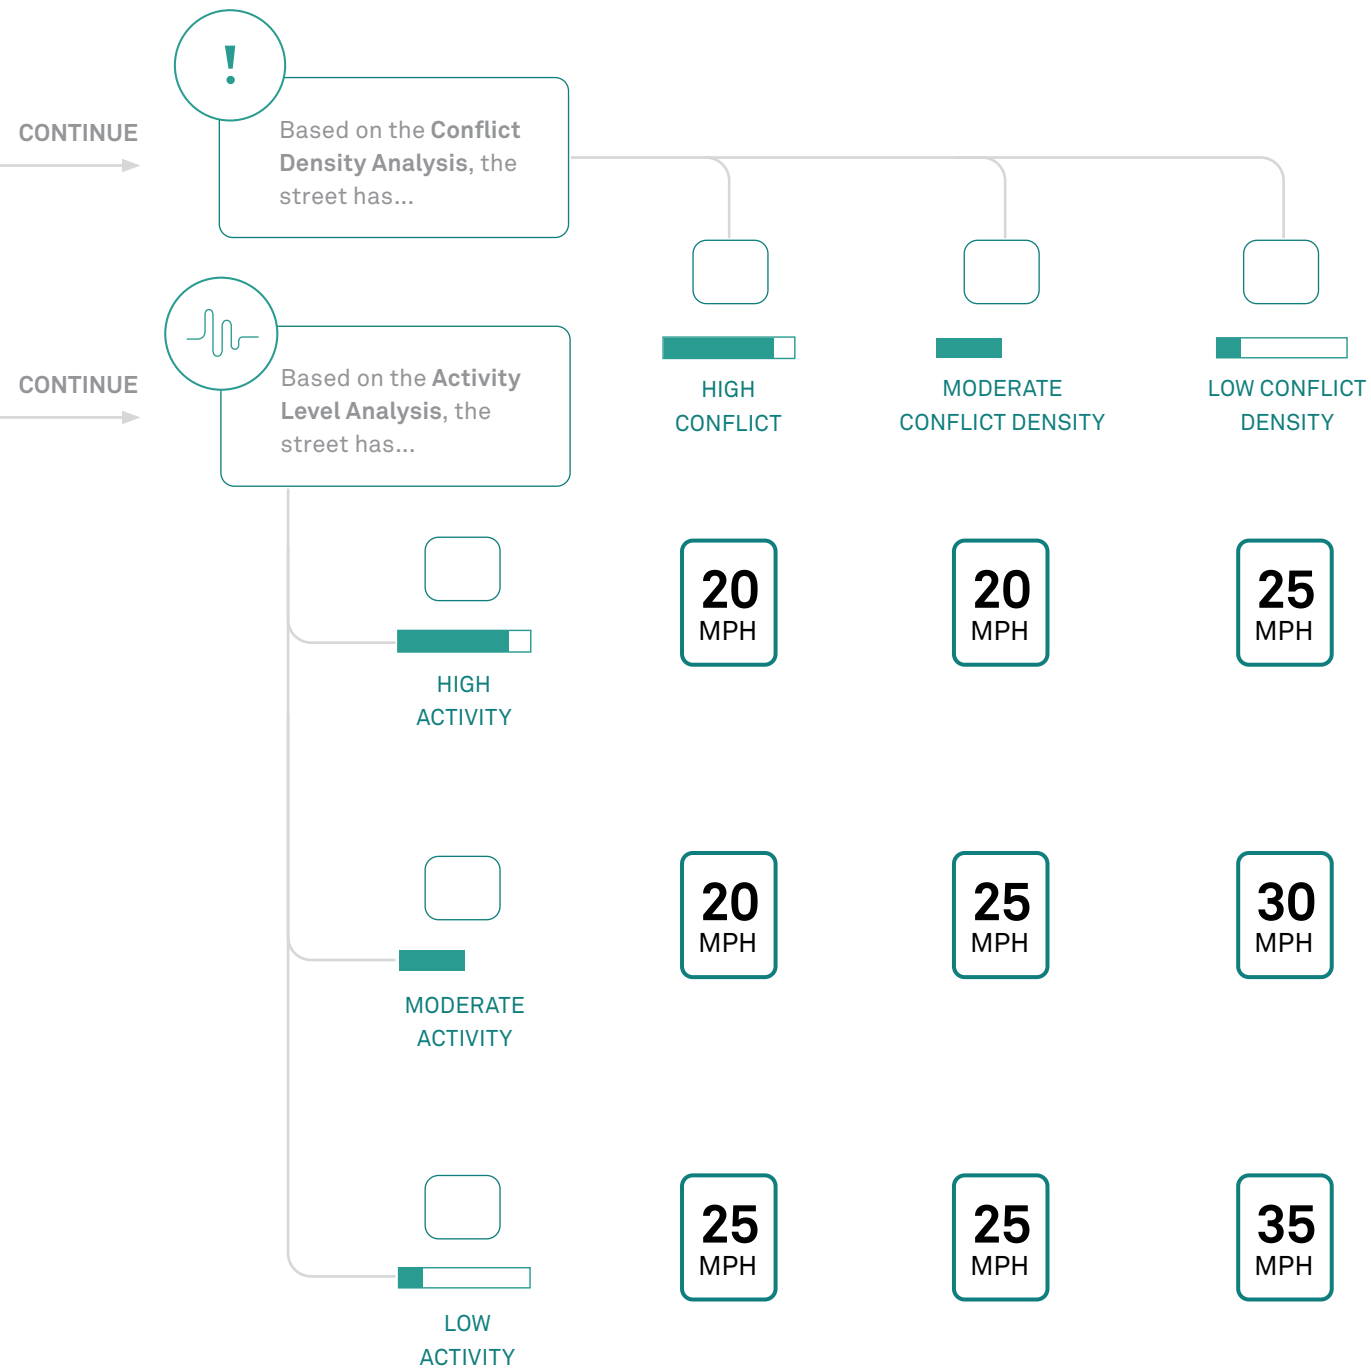 !
CONTINUE
Based on the Conflict
Density Analysis, the
street has...
CONTINUE
Based on the Activity
Level Analysis, the
street has...
HIGH
CONFLICT
MODERATE
CONFLICT DENSITY
LOW CONFLICT
DENSITY
HIGH
ACTIVITY
20
MPH
20
MPH
25
MPH
MODERATE
ACTIVITY
20
MPH
25
MPH
30
MPH
LOW
ACTIVITY
25
MPH
25
MPH
35
MPH